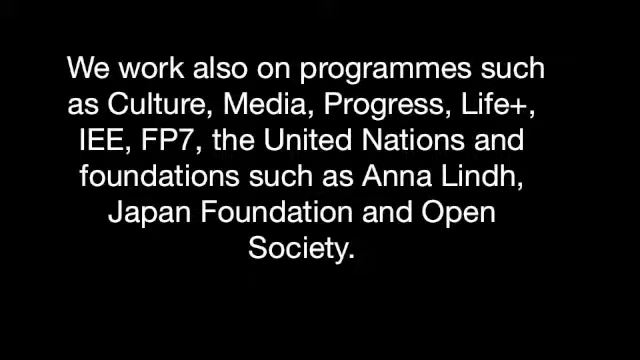 We work also on programmes such
as Culture, Media, Progress, Life+,
IEE, FP7, the United Nations and
foundations such as Anna Lindh,
Japan Foundation and Open
Society.